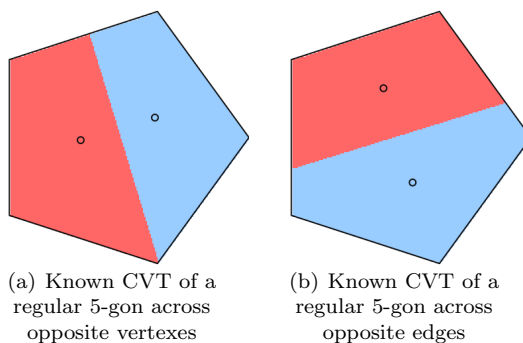 (a) Known CVT of a
regular 5-gon across
opposite vertexes
(b) Known CVT of a
regular 5-gon across
opposite edges